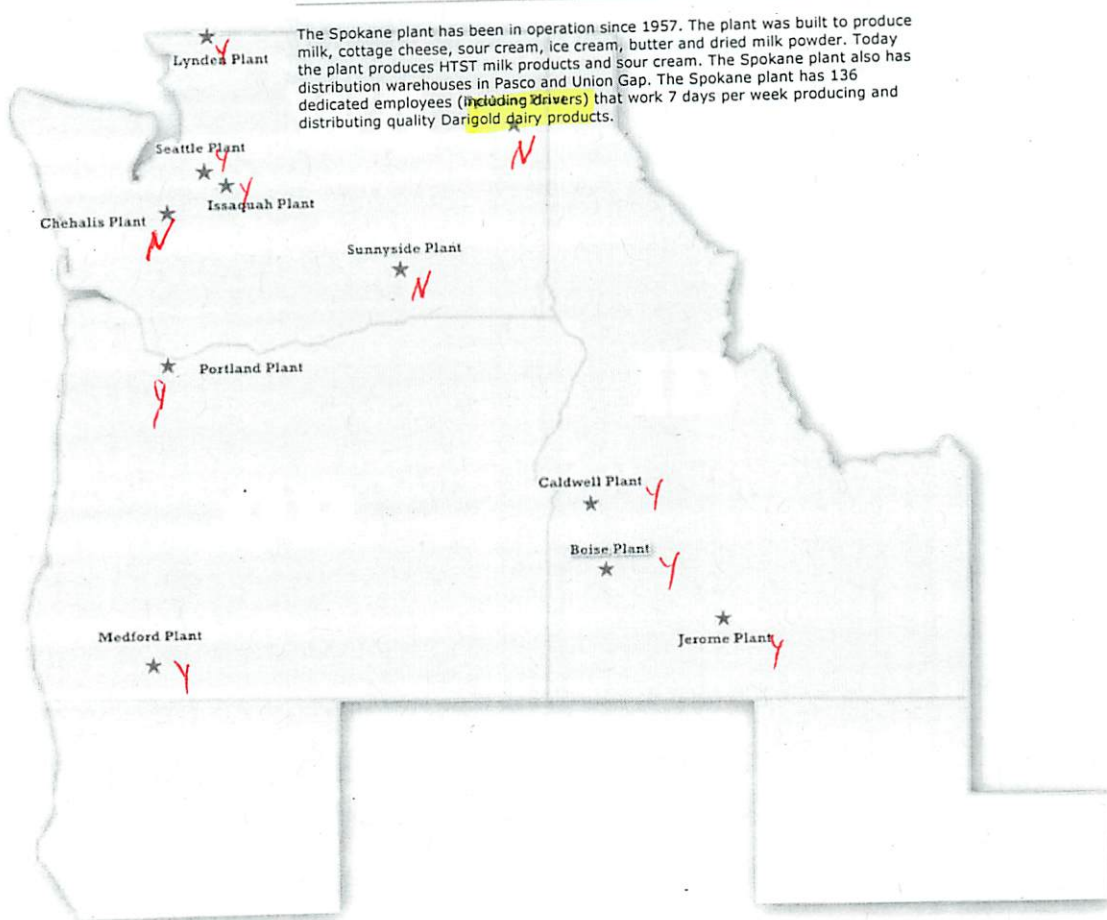 The Spokane plant has been in operation since 1957. The plant was built to produce
milk, cottage cheese, sour cream, ice cream, butter and dried milk powder. Today
the plant produces HTST milk products and sour cream. The Spokane plant also has
distribution warehouses in Pasco and Union Gap. The Spokane plant has 136
dedicated employees (including drivers) that work 7 days per week producing and
distributing quality Darigold dairy products.
Lynden Plant
Y
N
Seattle Plant
Y
Y
Issaquah Plant
Chehalis Plant
N
Sunnyside Plant
N
Portland Plant
Y
Caldwell Plant Y
Boise Plant
Y
Medford Plant
Y
Jerome Plant Y